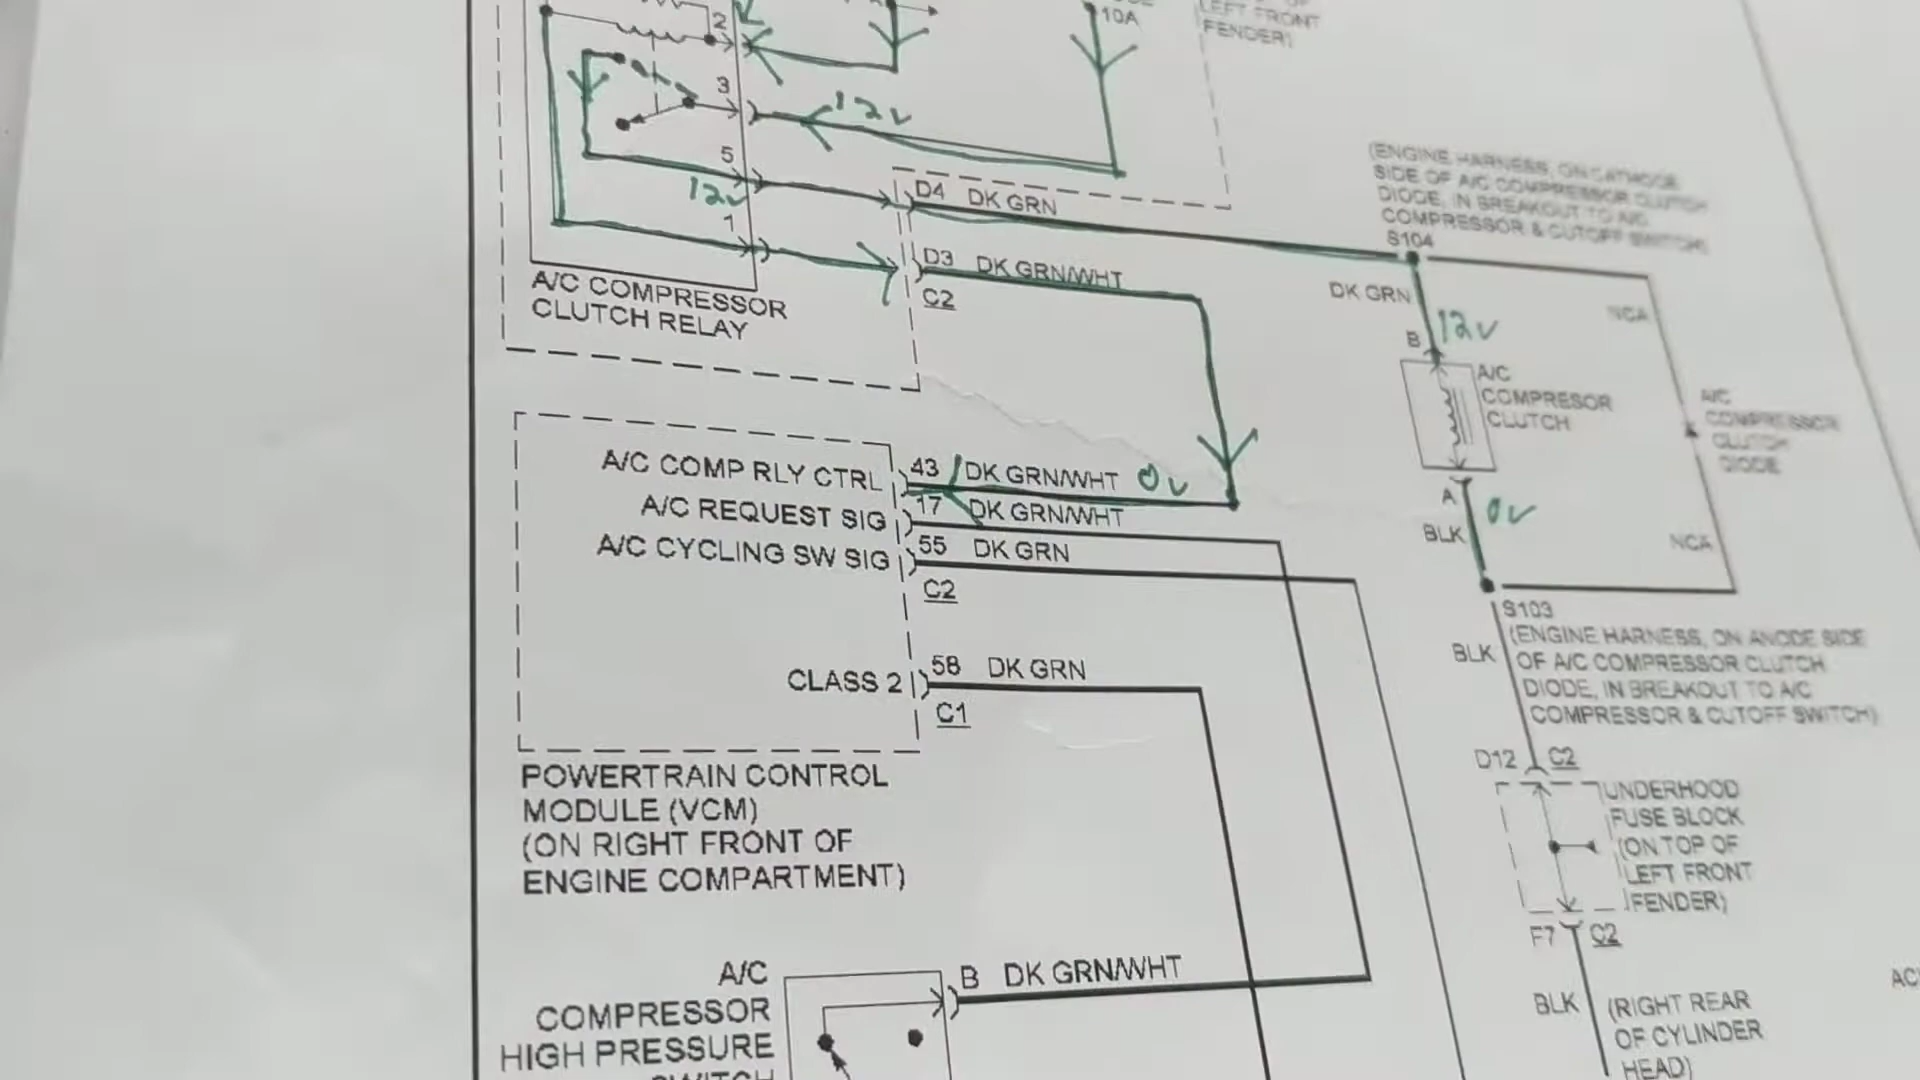 10A
LEFT FRONT
FENDER)
2
3
12v
5
12v
1
D4 DK GRN
D3 DK GRN/WHT
C2
A/C COMPRESSOR
CLUTCH RELAY
(ENGINE HARNESS, ON CATHODE
SIDE OF A/C COMPRESSOR CLUTCH
DIODE, IN BREAKOUT TO A/C
COMPRESSOR & CUTOFF SWITCH)
S104
DK GRN
NCA
B
12v
A/C
COMPRESOR
CLUTCH
A/C
COMPRESSOR
CLUTCH
DIODE
A
0v
BLK
NCA
A/C COMP RLY CTRL 43 DK GRN/WHT 0v
A/C REQUEST SIG 17 DK GRN/WHT
A/C CYCLING SW SIG 55 DK GRN
C2
CLASS 2 58 DK GRN
C1
POWERTRAIN CONTROL
MODULE (VCM)
(ON RIGHT FRONT OF
ENGINE COMPARTMENT)
S103
(ENGINE HARNESS, ON ANODE SIDE
OF A/C COMPRESSOR CLUTCH
DIODE, IN BREAKOUT TO A/C
COMPRESSOR & CUTOFF SWITCH)
BLK
D12 C2
UNDERHOOD
FUSE BLOCK
(ON TOP OF
LEFT FRONT
FENDER)
F7 C2
BLK
(RIGHT REAR
OF CYLINDER
HEAD)
A/C
COMPRESSOR
HIGH PRESSURE
SWITCH
B DK GRN/WHT